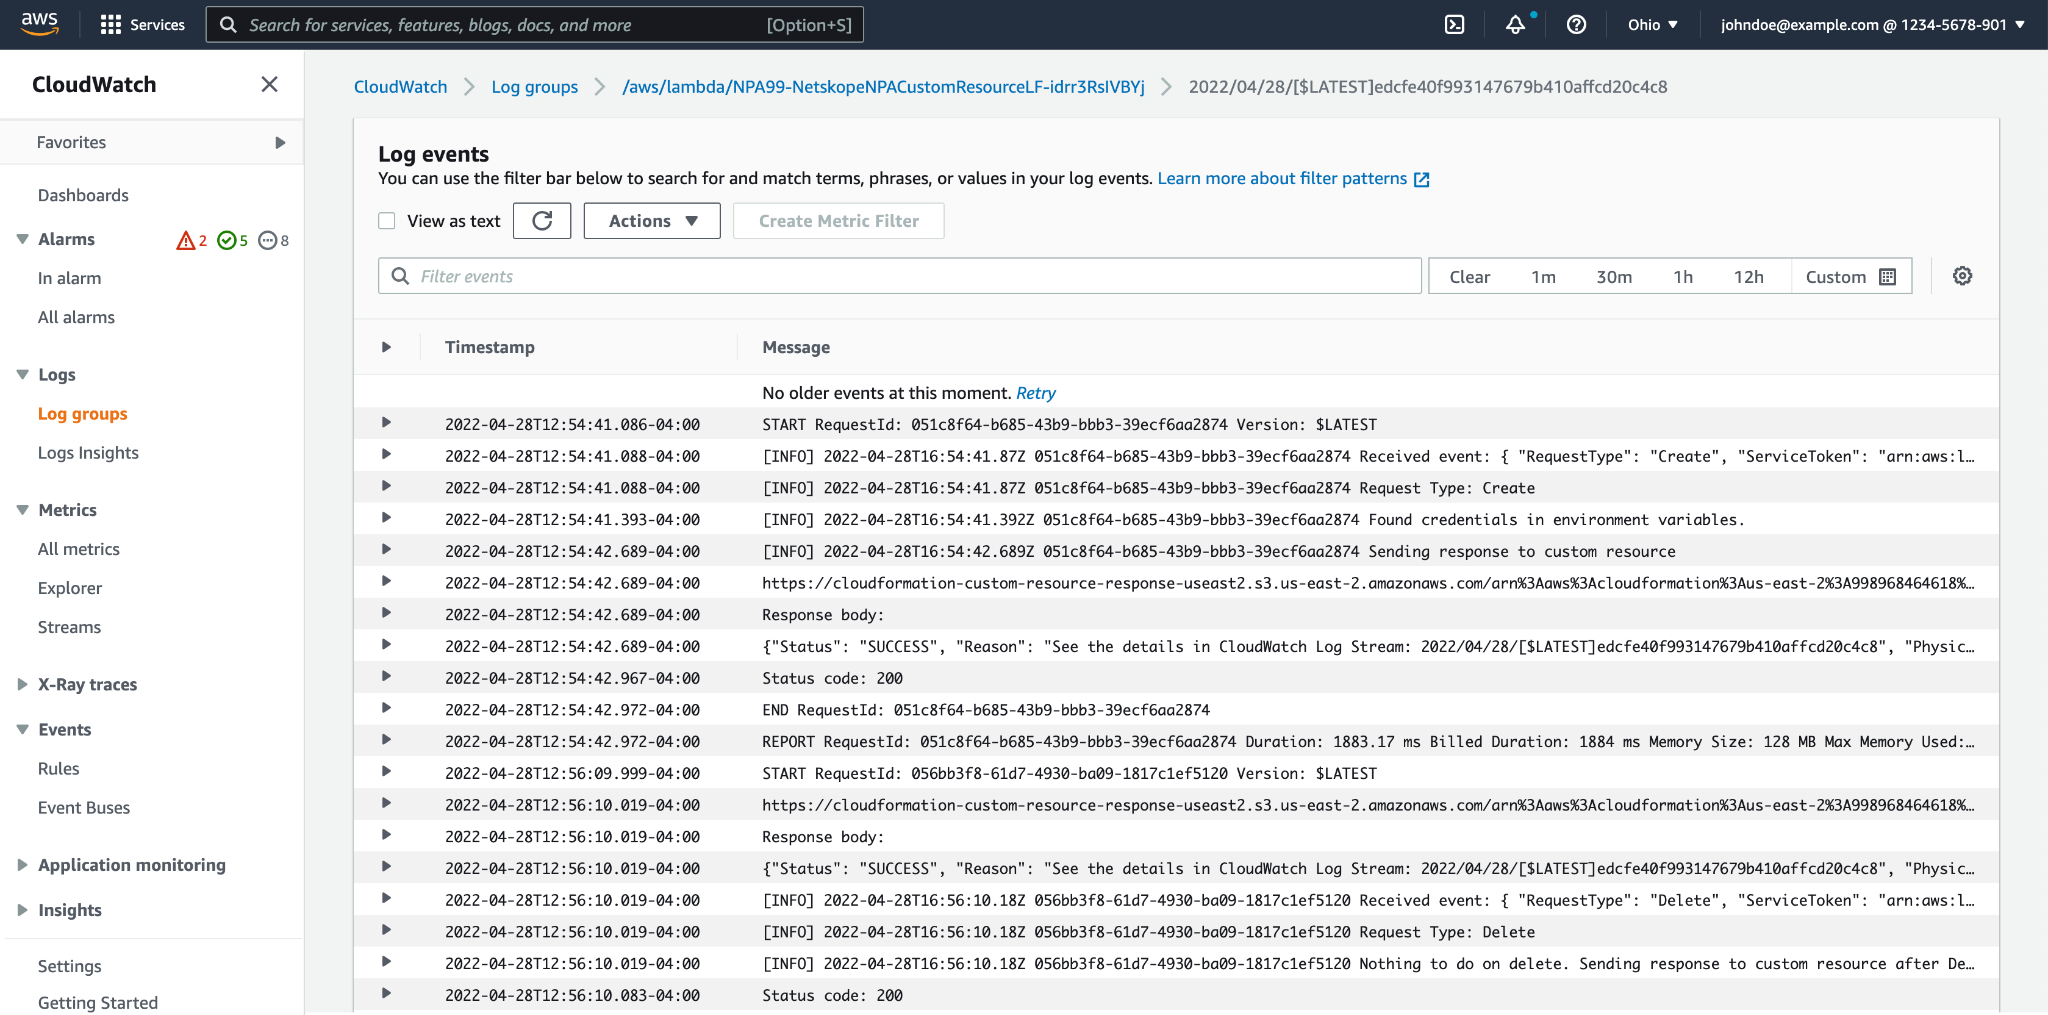 aws
Services
Search for services, features, blogs, docs, and more
[Option+S]
Ohio
johndoe@example.com @ 1234-5678-901
CloudWatch
Favorites
Dashboards
Alarms
2
5
8
In alarm
All alarms
Logs
Log groups
Logs Insights
Metrics
All metrics
Explorer
Streams
X-Ray traces
Events
Rules
Event Buses
Application monitoring
Insights
Settings
Getting Started
CloudWatch
Log groups
/aws/lambda/NPA99-NetskopeNPACustomResourceLF-idrr3RsIVBYj
2022/04/28/[$LATEST]edcfe40f993147679b410affcd20c4c8
Log events
You can use the filter bar below to search for and match terms, phrases, or values in your log events. Learn more about filter patterns
View as text
Actions
Create Metric Filter
Filter events
Clear 1m 30m 1h 12h Custom
Timestamp Message
No older events at this moment. Retry
2022-04-28T12:54:41.086-04:00 START RequestId: 051c8f64-b685-43b9-bbb3-39ecf6aa2874 Version: $LATEST
2022-04-28T12:54:41.088-04:00 [INFO] 2022-04-28T16:54:41.87Z 051c8f64-b685-43b9-bbb3-39ecf6aa2874 Received event: { "RequestType": "Create", "ServiceToken": "arn:aws:l…
2022-04-28T12:54:41.088-04:00 [INFO] 2022-04-28T16:54:41.87Z 051c8f64-b685-43b9-bbb3-39ecf6aa2874 Request Type: Create
2022-04-28T12:54:41.393-04:00 [INFO] 2022-04-28T16:54:41.392Z 051c8f64-b685-43b9-bbb3-39ecf6aa2874 Found credentials in environment variables.
2022-04-28T12:54:42.689-04:00 [INFO] 2022-04-28T16:54:42.689Z 051c8f64-b685-43b9-bbb3-39ecf6aa2874 Sending response to custom resource
2022-04-28T12:54:42.689-04:00 https://cloudformation-custom-resource-response-useast2.s3.us-east-2.amazonaws.com/arn%3Aaws%3Acloudformation%3Aus-east-2%3A998968464618%…
2022-04-28T12:54:42.689-04:00 Response body:
2022-04-28T12:54:42.689-04:00 {"Status": "SUCCESS", "Reason": "See the details in CloudWatch Log Stream: 2022/04/28/[$LATEST]edcfe40f993147679b410affcd20c4c8", "Physic…
2022-04-28T12:54:42.967-04:00 Status code: 200
2022-04-28T12:54:42.972-04:00 END RequestId: 051c8f64-b685-43b9-bbb3-39ecf6aa2874
2022-04-28T12:54:42.972-04:00 REPORT RequestId: 051c8f64-b685-43b9-bbb3-39ecf6aa2874 Duration: 1883.17 ms Billed Duration: 1884 ms Memory Size: 128 MB Max Memory Used:…
2022-04-28T12:56:09.999-04:00 START RequestId: 056bb3f8-61d7-4930-ba09-1817c1ef5120 Version: $LATEST
2022-04-28T12:56:10.019-04:00 https://cloudformation-custom-resource-response-useast2.s3.us-east-2.amazonaws.com/arn%3Aaws%3Acloudformation%3Aus-east-2%3A998968464618%…
2022-04-28T12:56:10.019-04:00 Response body:
2022-04-28T12:56:10.019-04:00 {"Status": "SUCCESS", "Reason": "See the details in CloudWatch Log Stream: 2022/04/28/[$LATEST]edcfe40f993147679b410affcd20c4c8", "Physic…
2022-04-28T12:56:10.019-04:00 [INFO] 2022-04-28T16:56:10.18Z 056bb3f8-61d7-4930-ba09-1817c1ef5120 Received event: { "RequestType": "Delete", "ServiceToken": "arn:aws:l…
2022-04-28T12:56:10.019-04:00 [INFO] 2022-04-28T16:56:10.18Z 056bb3f8-61d7-4930-ba09-1817c1ef5120 Request Type: Delete
2022-04-28T12:56:10.019-04:00 [INFO] 2022-04-28T16:56:10.18Z 056bb3f8-61d7-4930-ba09-1817c1ef5120 Nothing to do on delete. Sending response to custom resource after De…
2022-04-28T12:56:10.083-04:00 Status code: 200